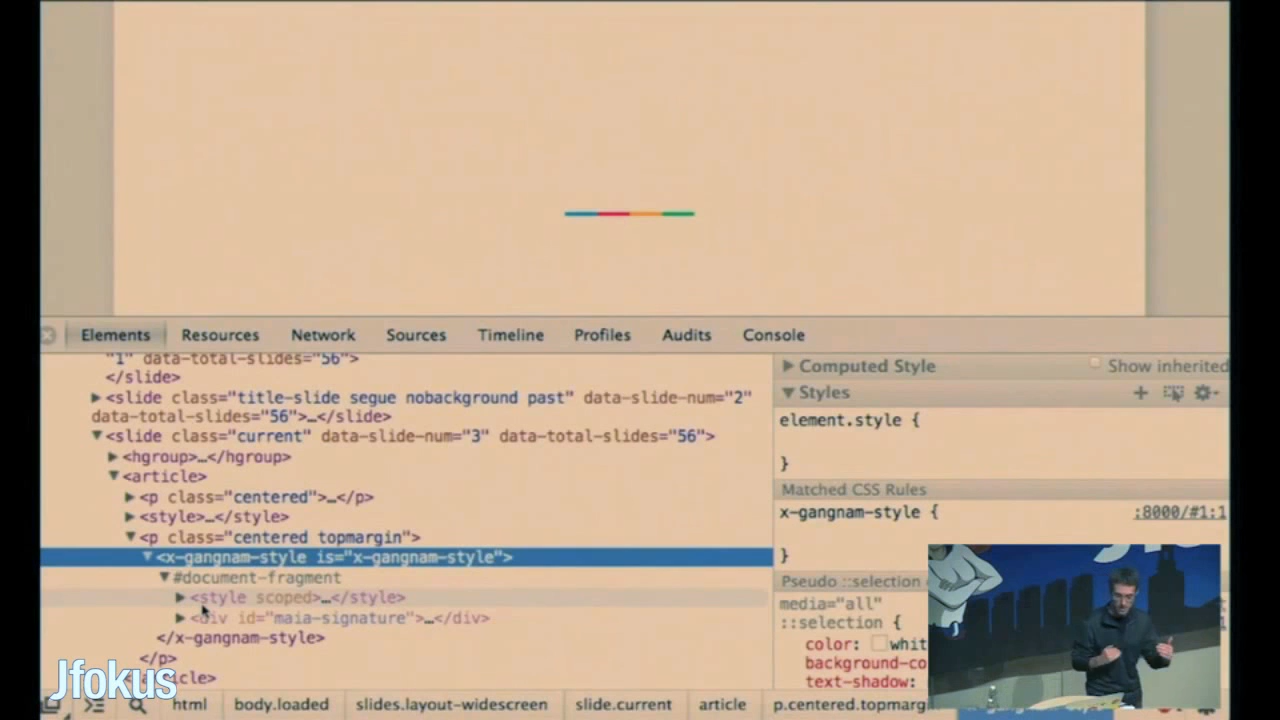 Elements Resources Network Sources Timeline Profiles Audits Console
"1" data-total-slides="56">
</slide>
▶<slide class="title-slide segue nobackground past" data-slide-num="2"
data-total-slides="56">…</slide>
▼<slide class="current" data-slide-num="3" data-total-slides="56">
▶<hgroup>…</hgroup>
▼<article>
▶<p class="centered">…</p>
▶<style>…</style>
▼<p class="centered topmargin">
▼<x-gangnam-style is="x-gangnam-style">
▼#document-fragment
▶<style scoped>…</style>
▶<div id="maia-signature">…</div>
</x-gangnam-style>
</p>
</article>
html body.loaded slides.layout-widescreen slide.current article p.centered.topmargin
▶ Computed Style Show inherited
▼ Styles
element.style {
}
Matched CSS Rules
x-gangnam-style { :8000/#1:1
}
Pseudo ::selection
media="all"
::selection {
color: whit
background-co
text-shadow:
Jfokus